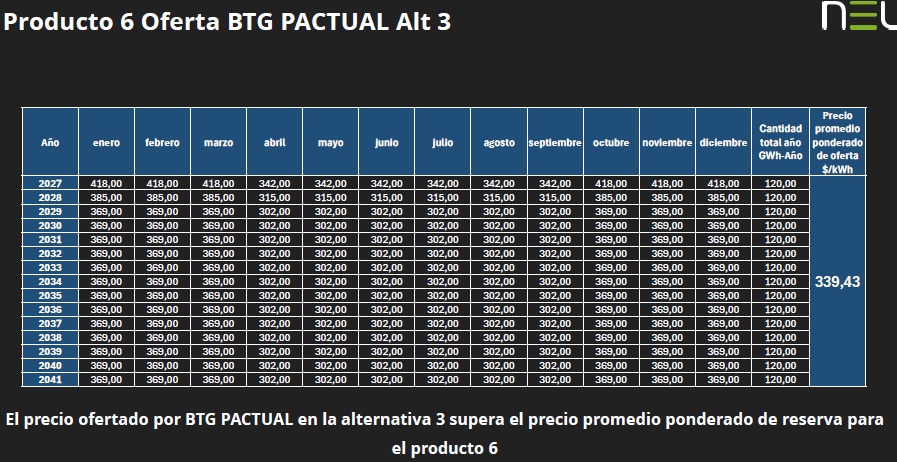 Producto 6 Oferta BTG PACTUAL Alt 3
Año enero febrero marzo abril mayo junio julio agosto septiembre octubre noviembre diciembre Cantidad total año GWh-Año Precio promedio ponderado de oferta $/kWh
2027 418,00 418,00 418,00 342,00 342,00 342,00 342,00 342,00 342,00 418,00 418,00 418,00 120,00
2028 385,00 385,00 385,00 315,00 315,00 315,00 315,00 315,00 315,00 385,00 385,00 385,00 120,00
2029 369,00 369,00 369,00 302,00 302,00 302,00 302,00 302,00 302,00 369,00 369,00 369,00 120,00
2030 369,00 369,00 369,00 302,00 302,00 302,00 302,00 302,00 302,00 369,00 369,00 369,00 120,00
2031 369,00 369,00 369,00 302,00 302,00 302,00 302,00 302,00 302,00 369,00 369,00 369,00 120,00
2032 369,00 369,00 369,00 302,00 302,00 302,00 302,00 302,00 302,00 369,00 369,00 369,00 120,00
2033 369,00 369,00 369,00 302,00 302,00 302,00 302,00 302,00 302,00 369,00 369,00 369,00 120,00
2034 369,00 369,00 369,00 302,00 302,00 302,00 302,00 302,00 302,00 369,00 369,00 369,00 120,00 339,43
2035 369,00 369,00 369,00 302,00 302,00 302,00 302,00 302,00 302,00 369,00 369,00 369,00 120,00
2036 369,00 369,00 369,00 302,00 302,00 302,00 302,00 302,00 302,00 369,00 369,00 369,00 120,00
2037 369,00 369,00 369,00 302,00 302,00 302,00 302,00 302,00 302,00 369,00 369,00 369,00 120,00
2038 369,00 369,00 369,00 302,00 302,00 302,00 302,00 302,00 302,00 369,00 369,00 369,00 120,00
2039 369,00 369,00 369,00 302,00 302,00 302,00 302,00 302,00 302,00 369,00 369,00 369,00 120,00
2040 369,00 369,00 369,00 302,00 302,00 302,00 302,00 302,00 302,00 369,00 369,00 369,00 120,00
2041 369,00 369,00 369,00 302,00 302,00 302,00 302,00 302,00 302,00 369,00 369,00 369,00 120,00
El precio ofertado por BTG PACTUAL en la alternativa 3 supera el precio promedio ponderado de reserva para
el producto 6